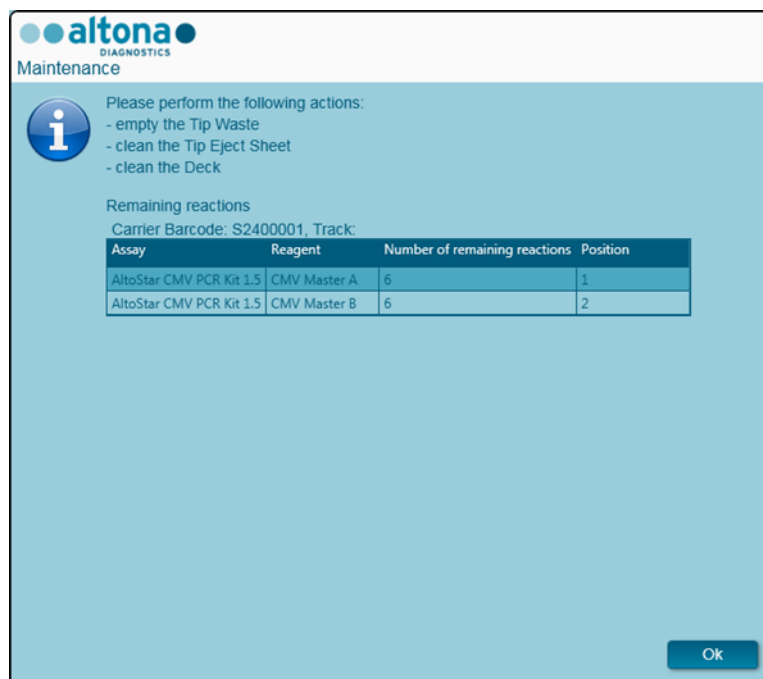 altona
DIAGNOSTICS
Maintenance
i
Please perform the following actions:
- empty the Tip Waste
- clean the Tip Eject Sheet
- clean the Deck
Remaining reactions
Carrier Barcode: S2400001, Track:
Assay Reagent Number of remaining reactions Position
AltoStar CMV PCR Kit 1.5 CMV Master A 6 1
AltoStar CMV PCR Kit 1.5 CMV Master B 6 2
Ok